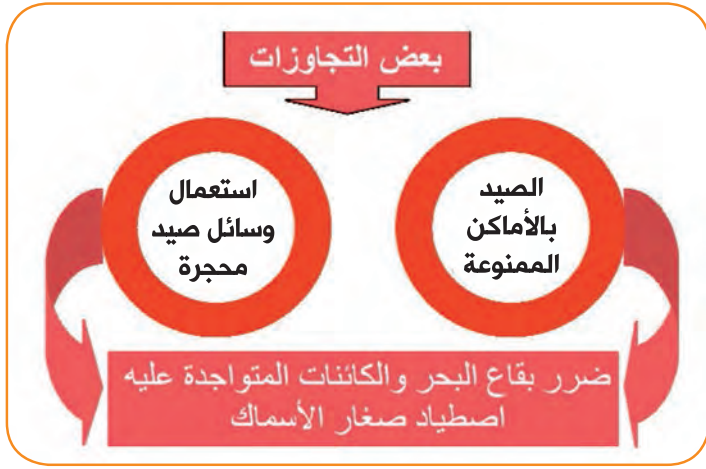 بعض التجاوزات
الصيد
بالأماكن
الممنوعة
استعمال
وسائل صيد
محجرة
ضرر بقاع البحر والكائنات المتواجدة عليه
اصطياد صغار الأسماك